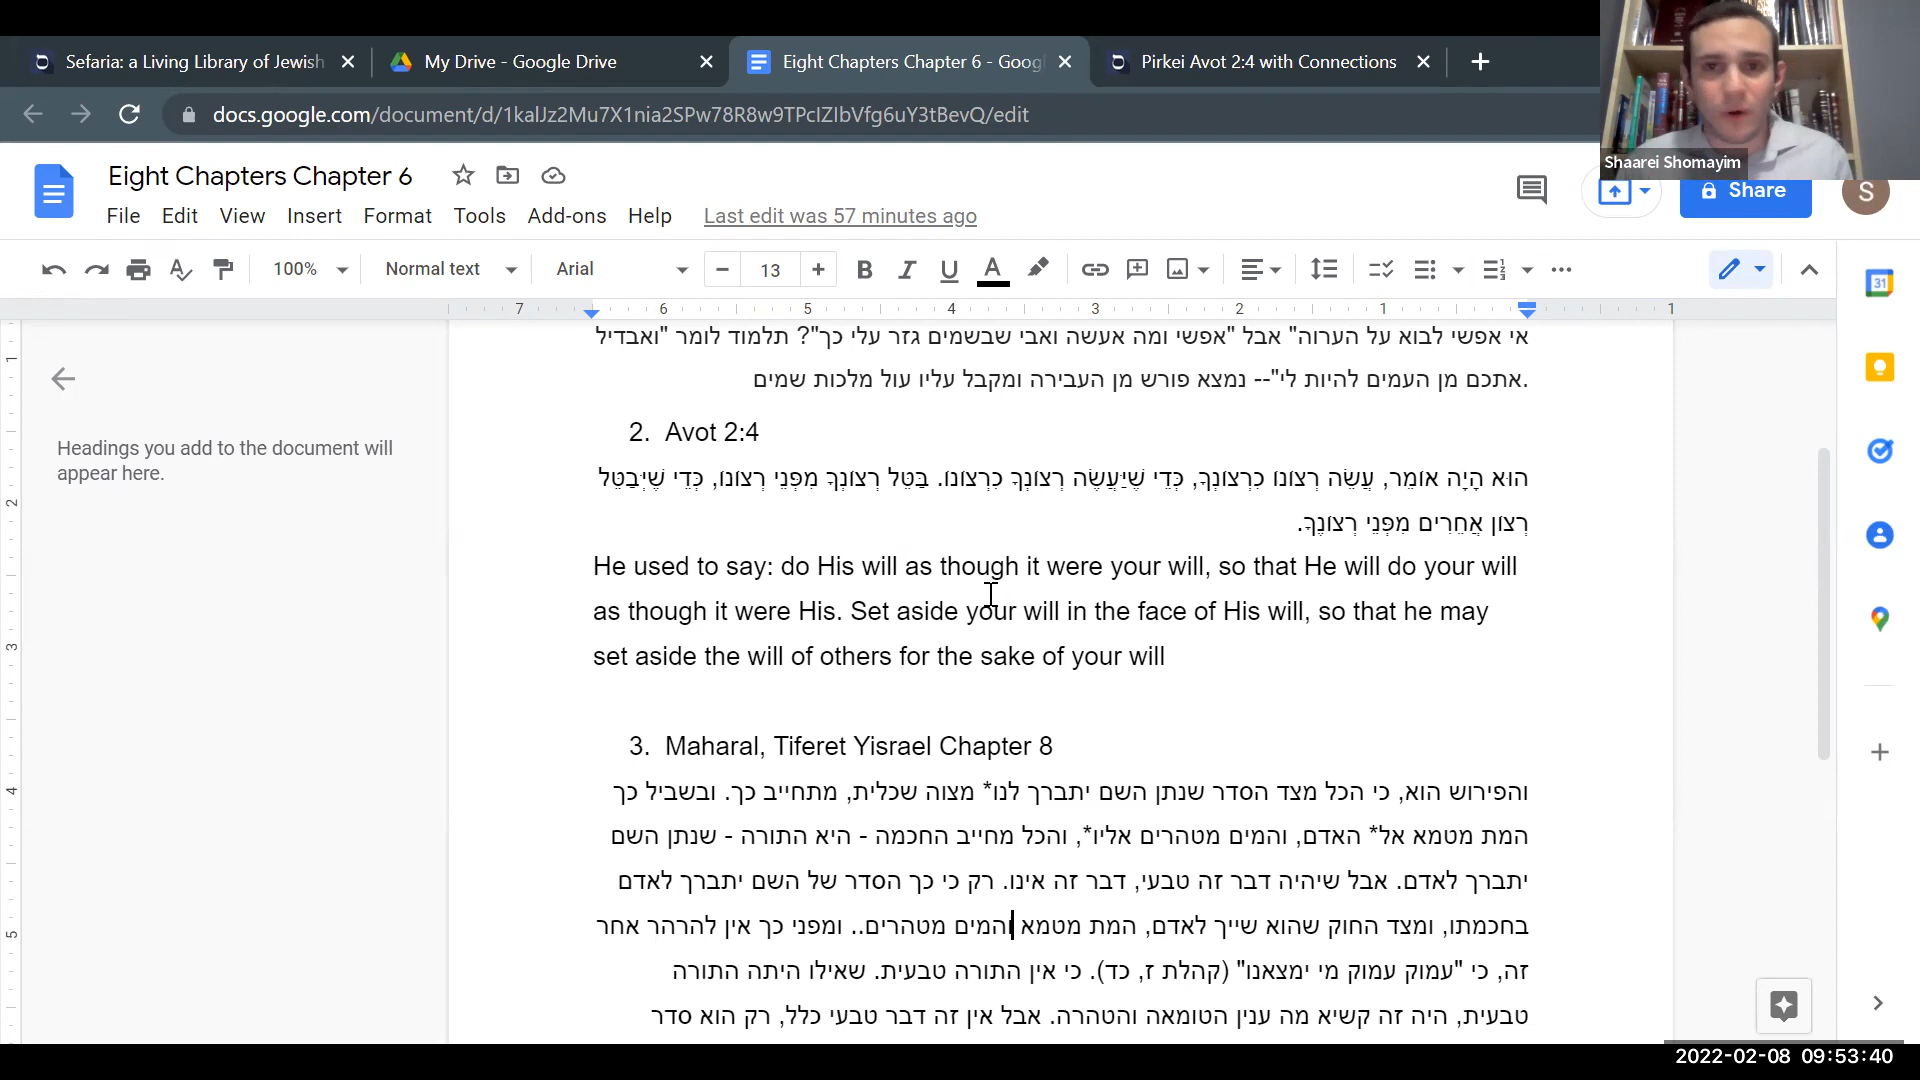 Sefaria: a Living Library of Jewish
My Drive - Google Drive
Eight Chapters Chapter 6 - Goog
Pirkei Avot 2:4 with Connections
docs.google.com/document/d/1kalJz2Mu7X1nia2SPw78R8w9TPcIZIbVfg6uY3tBevQ/edit
Shaarei Shomayim
Eight Chapters Chapter 6
Share
S
File Edit View Insert Format Tools Add-ons Help Last edit was 57 minutes ago
100% Normal text Arial 13
31
7 6 5 4 3 2 1 1
Headings you add to the document will
appear here.
אי אפשי לבוא על הערוה" אבל "אפשי ומה אעשה ואבי שבשמים גזר עלי כך"? תלמוד לומר "ואבדיל
אתכם מן העמים להיות לי"-- נמצא פורש מן העבירה ומקבל עליו עול מלכות שמים.
2. Avot 2:4
הוּא הָיָה אוֹמֵר, עֲשֵׂה רְצוֹנוֹ כִרְצוֹנְךָ, כְּדֵי שֶׁיַּעֲשֶׂה רְצוֹנְךָ כִרְצוֹנוֹ. בַּטֵּל רְצוֹנְךָ מִפְּנֵי רְצוֹנוֹ, כְּדֵי שֶׁיְּבַטֵּל
רְצוֹן אֲחֵרִים מִפְּנֵי רְצוֹנֶךָ.
He used to say: do His will as though it were your will, so that He will do your will
as though it were His. Set aside your will in the face of His will, so that he may
set aside the will of others for the sake of your will
3. Maharal, Tiferet Yisrael Chapter 8
והפירוש הוא, כי הכל מצד הסדר שנתן השם יתברך לנו* מצוה שכלית, מתחייב כך. ובשביל כך
המת מטמא אל* האדם, והמים מטהרים אליו*, והכל מחייב החכמה - היא התורה - שנתן השם
יתברך לאדם. אבל שיהיה דבר זה טבעי, דבר זה אינו. רק כי כך הסדר של השם יתברך לאדם
בחכמתו, ומצד החוק שהוא שייך לאדם, המת מטמא והמים מטהרים.. ומפני כך אין להרהר אחר
זה, כי "עמוק עמוק מי ימצאנו" (קהלת ז, כד). כי אין התורה טבעית. שאילו היתה התורה
טבעית, היה זה קשיא מה ענין הטומאה והטהרה. אבל אין זה דבר טבעי כלל, רק הוא סדר
1
2
3
4
5
2022-02-08 09:53:40